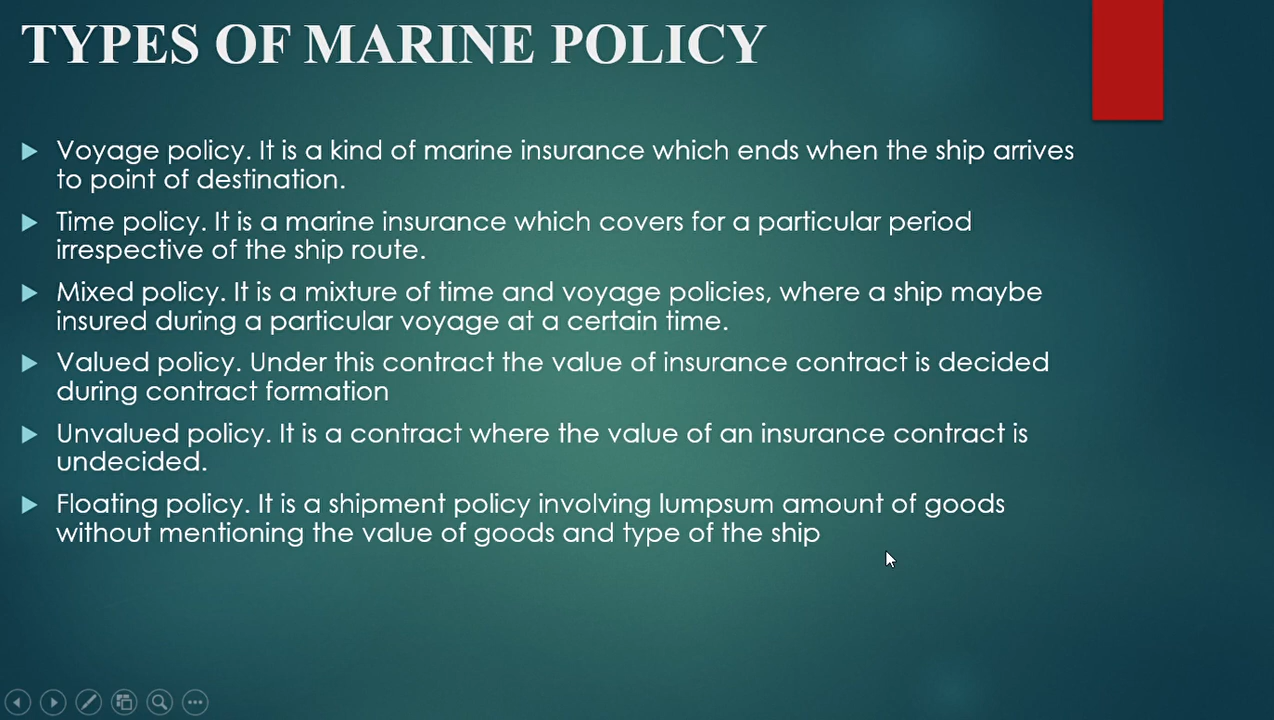 TYPES OF MARINE POLICY
Voyage policy. It is a kind of marine insurance which ends when the ship arrives
to point of destination.
Time policy. It is a marine insurance which covers for a particular period
irrespective of the ship route.
Mixed policy. It is a mixture of time and voyage policies, where a ship maybe
insured during a particular voyage at a certain time.
Valued policy. Under this contract the value of insurance contract is decided
during contract formation
Unvalued policy. It is a contract where the value of an insurance contract is
undecided.
Floating policy. It is a shipment policy involving lumpsum amount of goods
without mentioning the value of goods and type of the ship